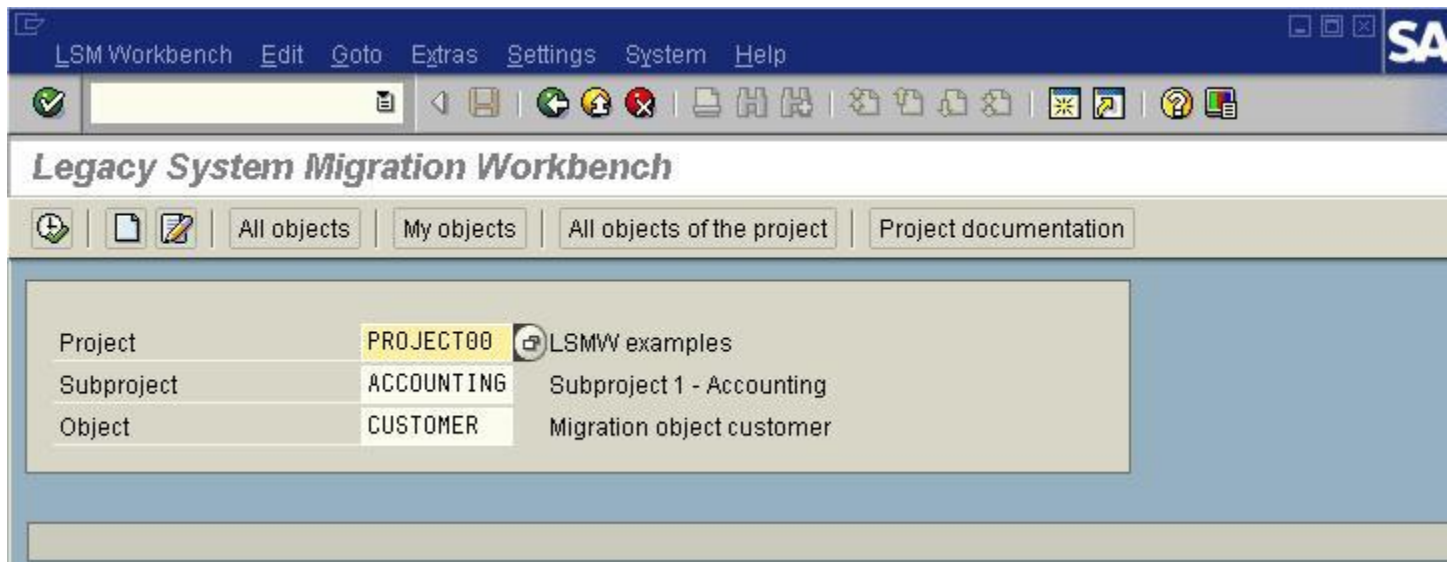 LSM Workbench Edit Goto Extras Settings System Help
SA
Legacy System Migration Workbench
All objects My objects All objects of the project Project documentation
Project PROJECT00 LSMW examples
Subproject ACCOUNTING Subproject 1 - Accounting
Object CUSTOMER Migration object customer